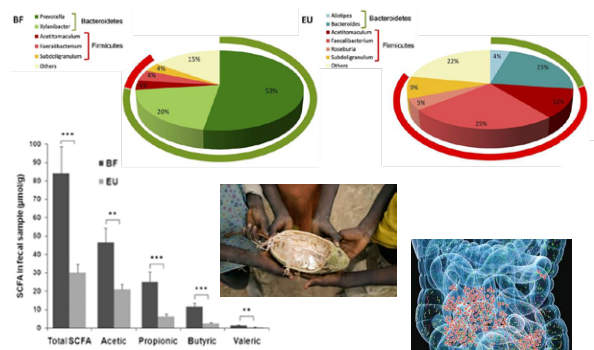 BF
Prevotella
Xylanibacter
Acetitomaculum
Faecalibacterium
Subdoligranulum
Others
Bacteroidetes
Firmicutes
15%
4%
4%
20%
53%
EU
Alistipes
Bacteroides
Acetitomaculum
Faecalibacterium
Roseburia
Subdoligranulum
Others
Bacteroidetes
Firmicutes
22%
4%
23%
5%
25%
SCFA in fecal sample (µmol/g)
100
90
80
70
60
50
40
30
20
10
0
BF
EU
***
**
***
***
**
Total SCFA Acetic Propionic Butyric Valeric